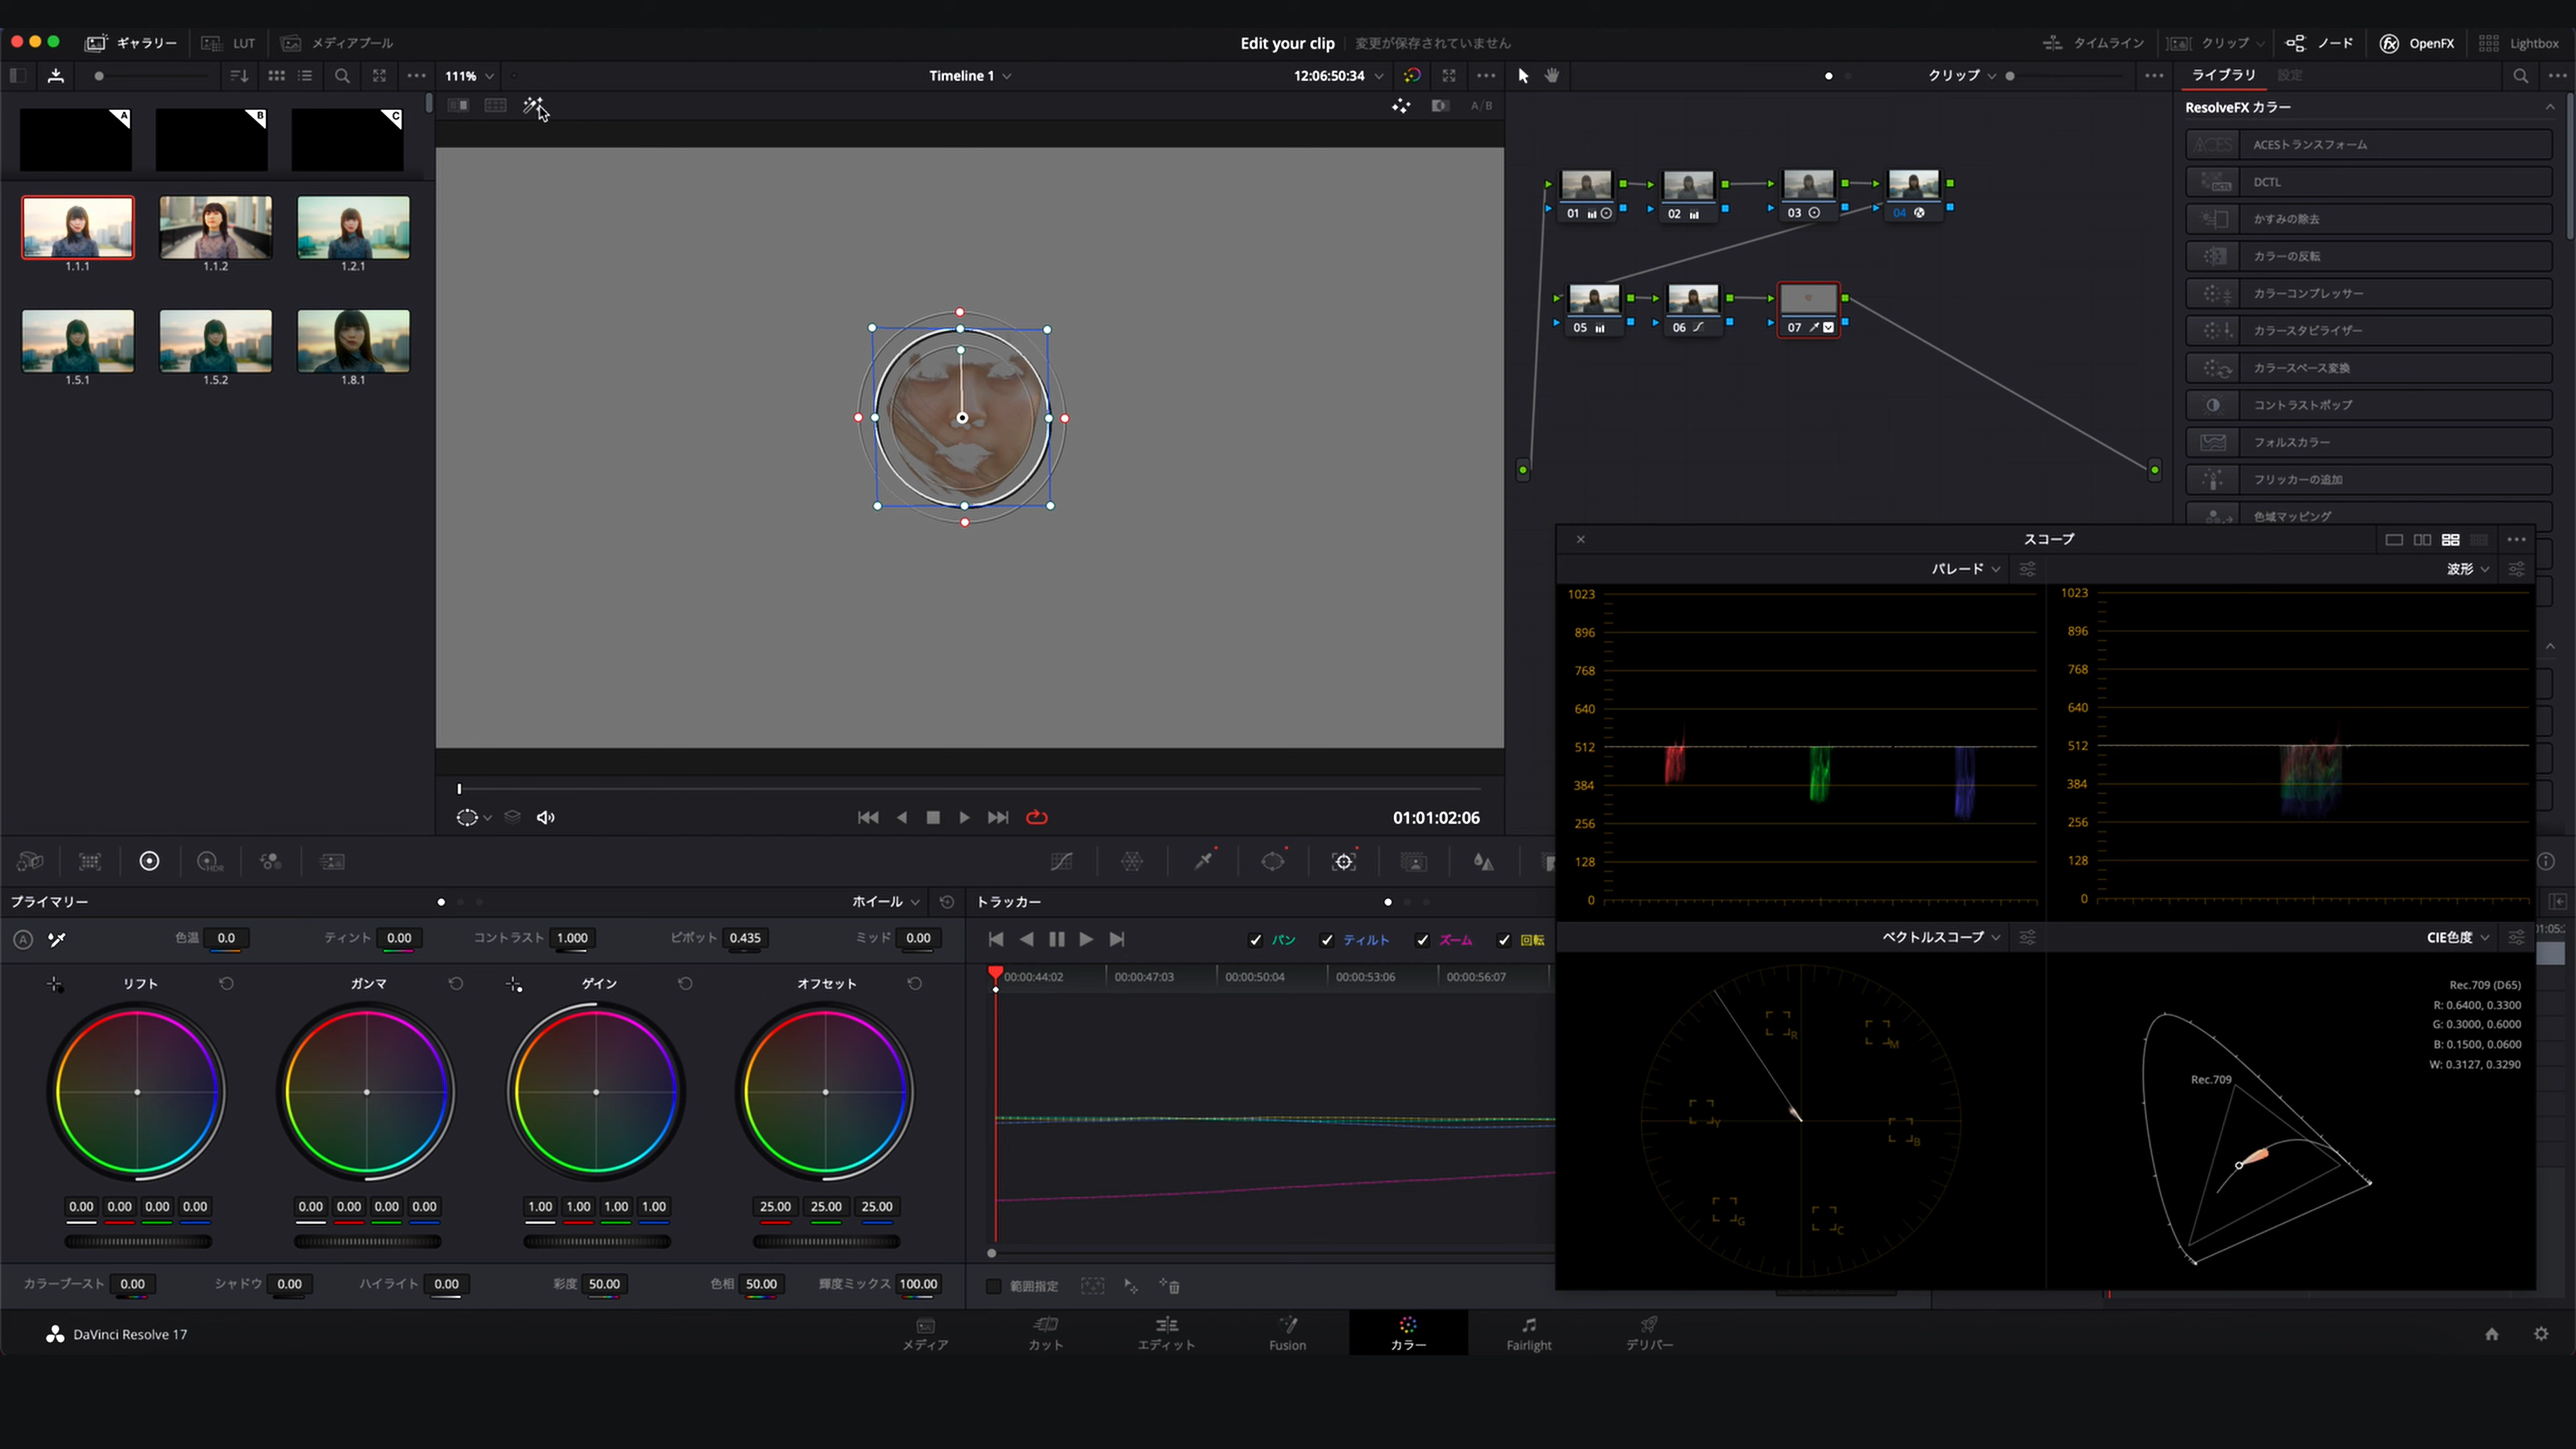 ギャラリー LUT メディアプール Edit your clip 変更が保存されていません タイムライン クリップ ノード OpenFX Lightbox
111% Timeline 1 12:06:50:34 クリップ ライブラリ 設定
A/B ResolveFX カラー
A B C
ACESトランスフォーム
DCTL
かすみの除去
カラーの反転
カラーコンプレッサー
カラースタビライザー
カラースペース変換
コントラストポップ
フォルスカラー
フリッカーの追加
色域マッピング
1.1.1 1.1.2 1.2.1
1.5.1 1.5.2 1.8.1
01 02 03 04
05 06 07
スコープ
パレード 波形
1023 1023
896 896
768 768
640 640
512 512
384 384
256 256
128 128
0 0
01:01:02:06
HDR
プライマリー ホイール トラッカー
A 色温 0.0 ティント 0.00 コントラスト 1.000 ピボット 0.435 ミッド 0.00 パン ティルト ズーム 回転
ベクトルスコープ CIE色度
リフト ガンマ ゲイン オフセット 00:00:44:02 00:00:47:03 00:00:50:04 00:00:53:06 00:00:56:07
Rec.709 (D65)
R: 0.6400, 0.3300
G: 0.3000, 0.6000
B: 0.1500, 0.0600
W: 0.3127, 0.3290
Rec.709
R M Y B G C
0.00 0.00 0.00 0.00 0.00 0.00 0.00 0.00 1.00 1.00 1.00 1.00 25.00 25.00 25.00
カラーブースト 0.00 シャドウ 0.00 ハイライト 0.00 彩度 50.00 色相 50.00 輝度ミックス 100.00 範囲指定
DaVinci Resolve 17 メディア カット エディット Fusion カラー Fairlight デリバー